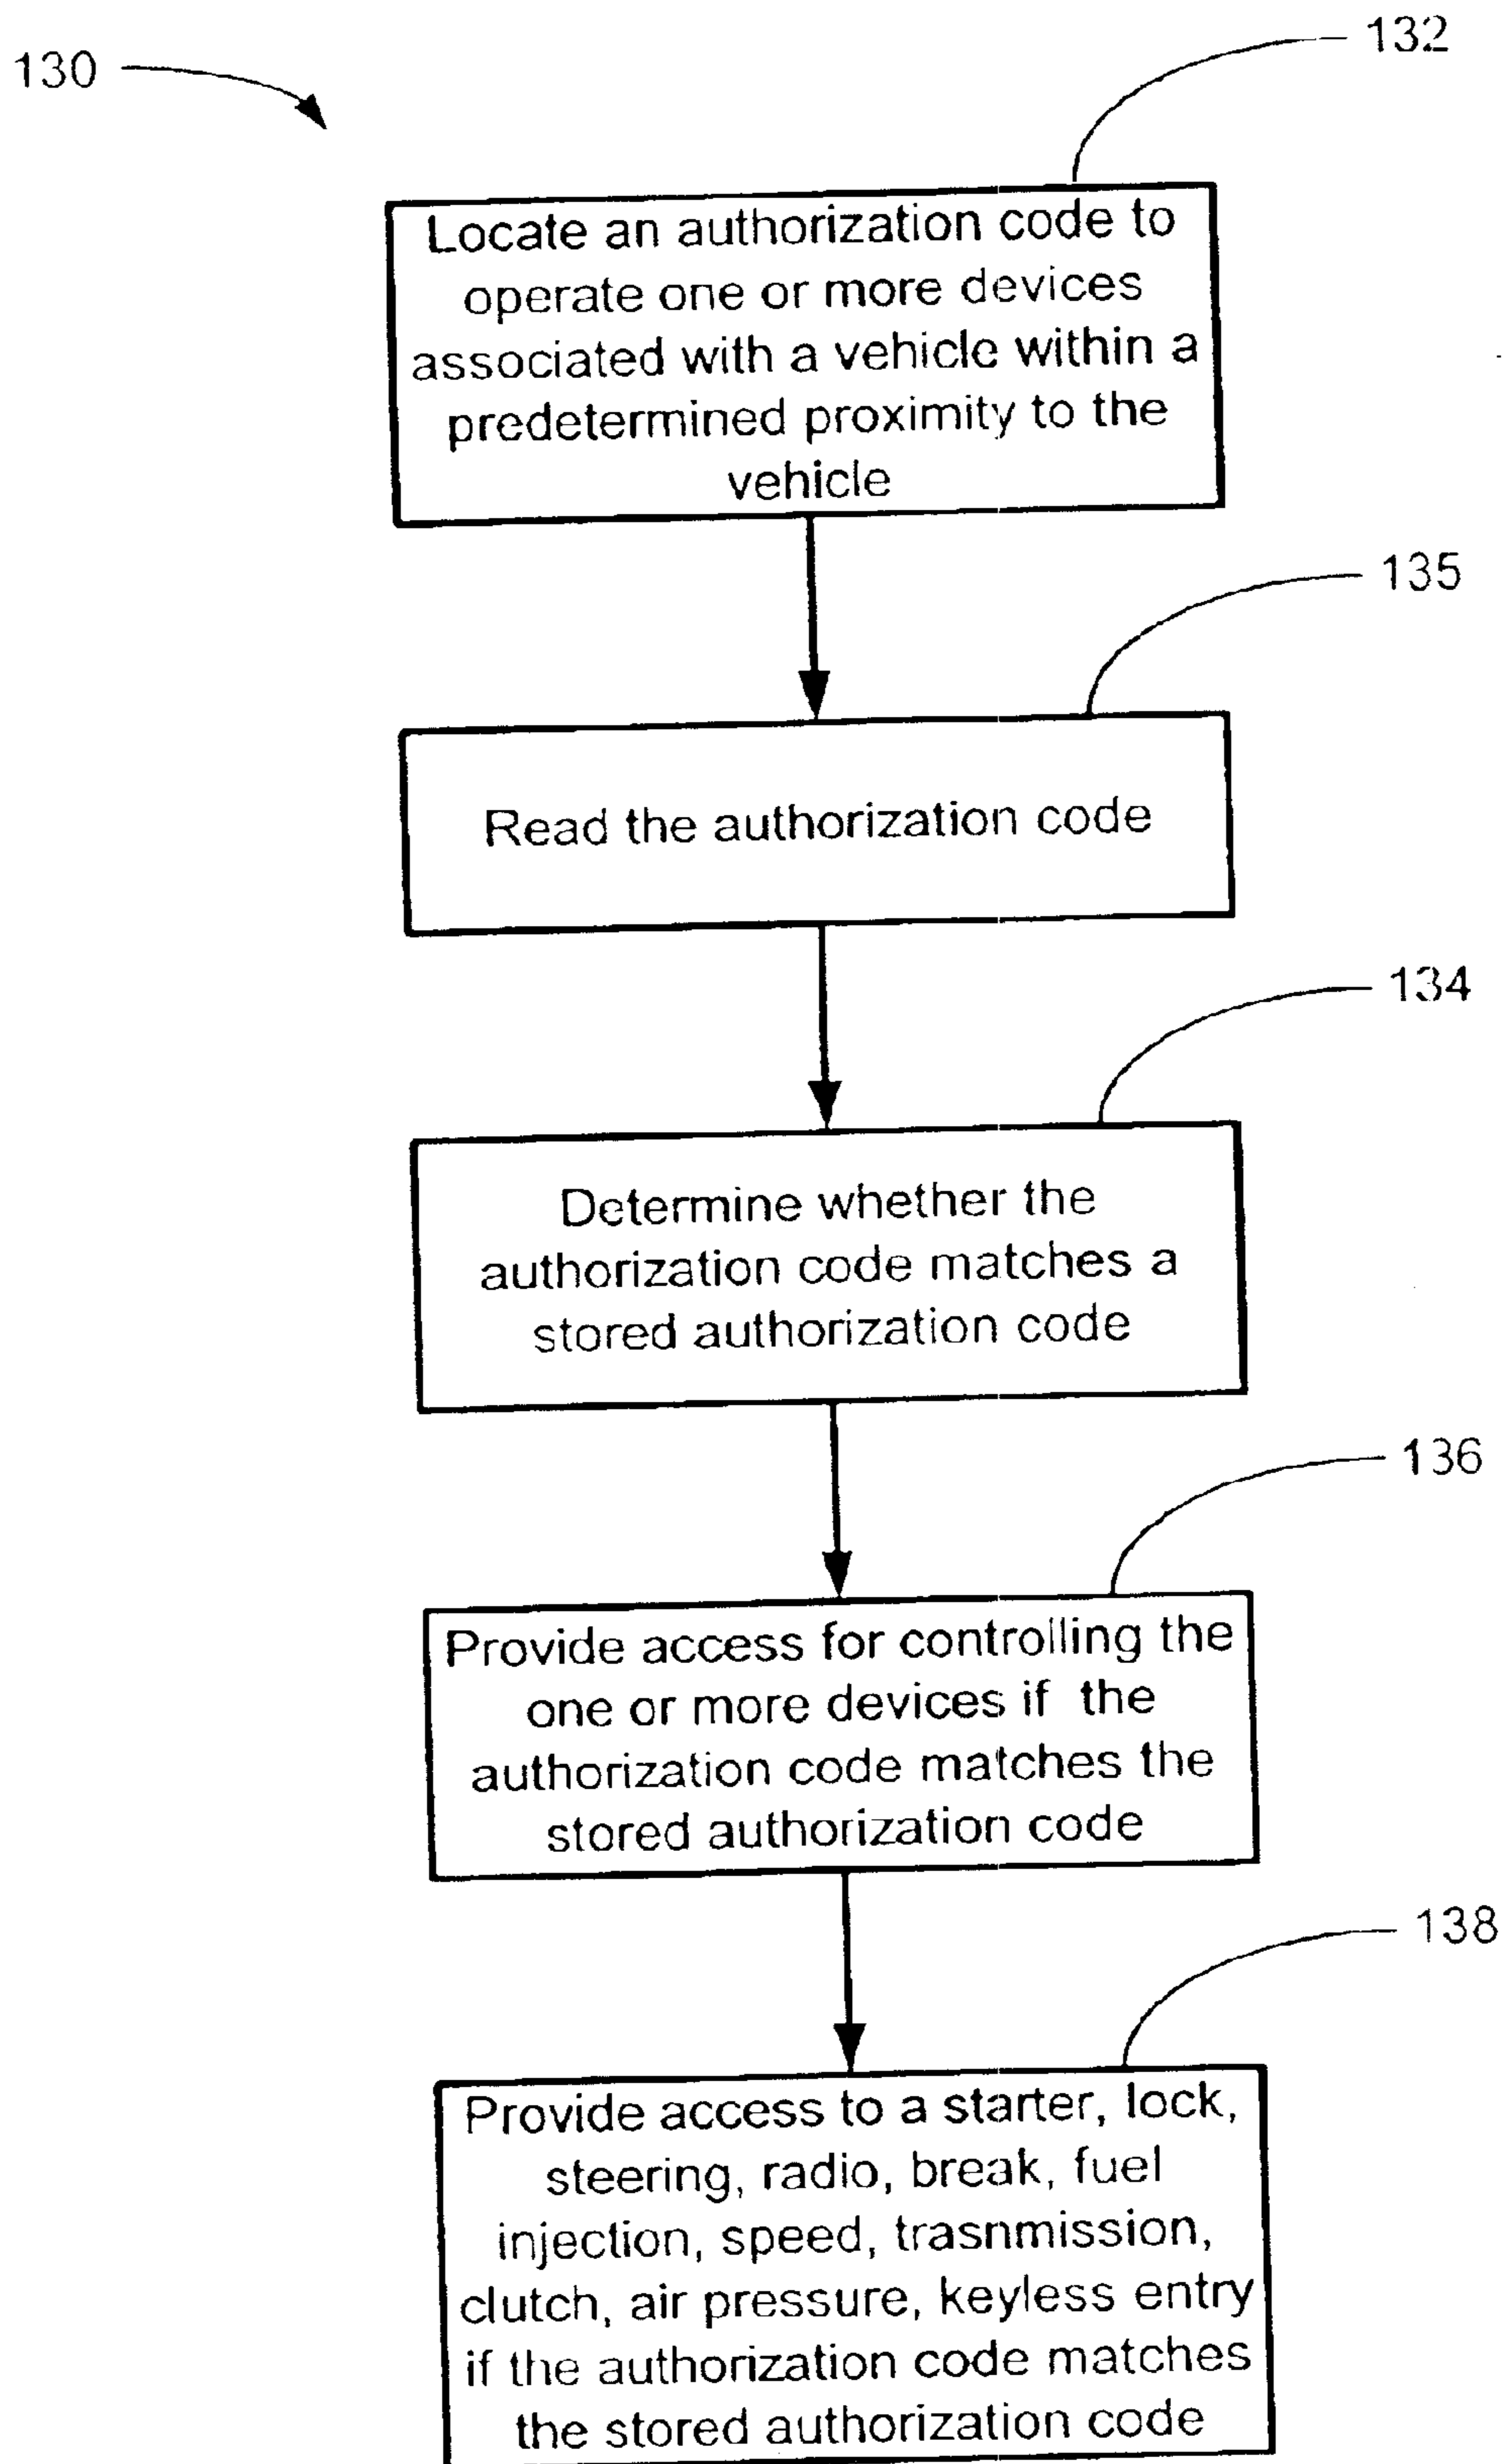 130
132
Locate an authorization code to
operate one or more devices
associated with a vehicle within a
predetermined proximity to the
vehicle
135
Read the authorization code
134
Determine whether the
authorization code matches a
stored authorization code
136
Provide access for controlling the
one or more devices if the
authorization code matches the
stored authorization code
138
Provide access to a starter, lock,
steering, radio, break, fuel
injection, speed, trasnmission,
clutch, air pressure, keyless entry
if the authorization code matches
the stored authorization code